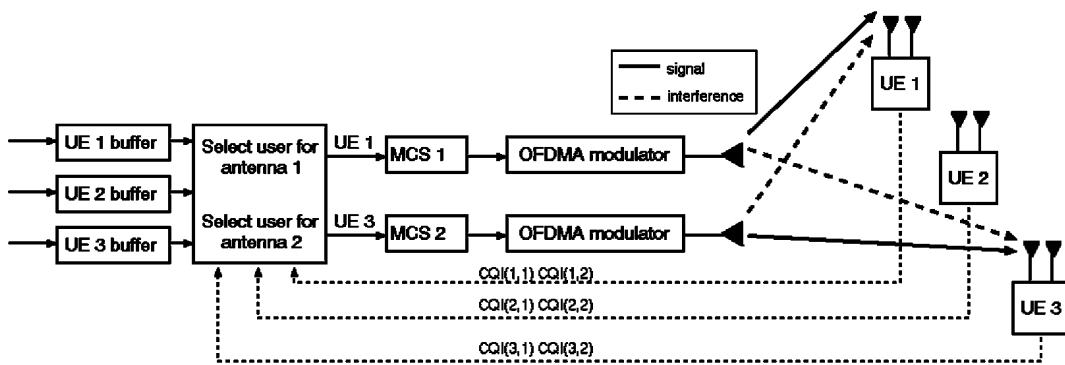 signal
interference
UE 1
UE 1 buffer
UE 2 buffer
UE 3 buffer
Select user for
antenna 1
Select user for
antenna 2
UE 1
MCS 1
OFDMA modulator
UE 2
UE 3
MCS 2
OFDMA modulator
CQI(1,1) CQI(1,2)
CQI(2,1) CQI(2,2)
CQI(3,1) CQI(3,2)
UE 3